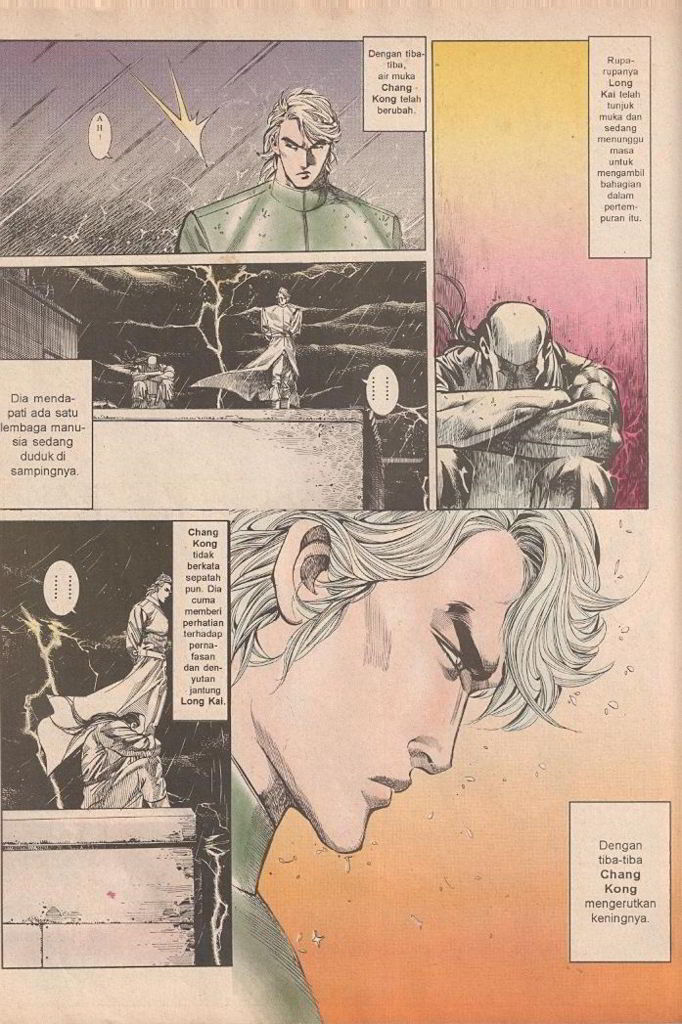 Dengan tiba-
tiba,
air muka
Chang
Kong telah
berubah.
AH!
Rupa-
rupanya
Long
Kai telah
tunjuk
muka dan
sedang
menunggu
masa
untuk
mengambil
bahagian
dalam
pertem-
puran itu.
Dia menda-
pati ada satu
lembaga manu-
sia sedang
duduk di
sampingnya.
......
Chang
Kong
tidak
berkata
sepatah
pun. Dia
cuma
memberi
perhatian
terhadap
perna-
fasan
dan den-
yutan
jantung
Long Kai.
......
Dengan
tiba-tiba
Chang
Kong
mengerutkan
keningnya.